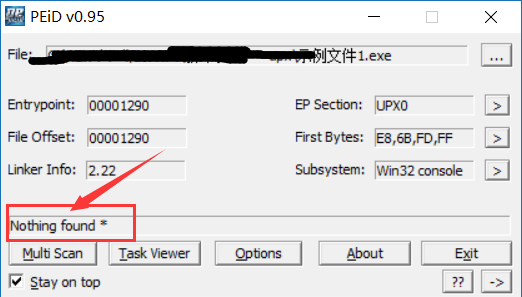 PEiD v0.95
File: 示例文件1.exe ...
Entrypoint: 00001290 EP Section: UPX0 >
File Offset: 00001290 First Bytes: E8,6B,FD,FF >
Linker Info: 2.22 Subsystem: Win32 console >
Nothing found *
Multi Scan Task Viewer Options About Exit
Stay on top ?? ->